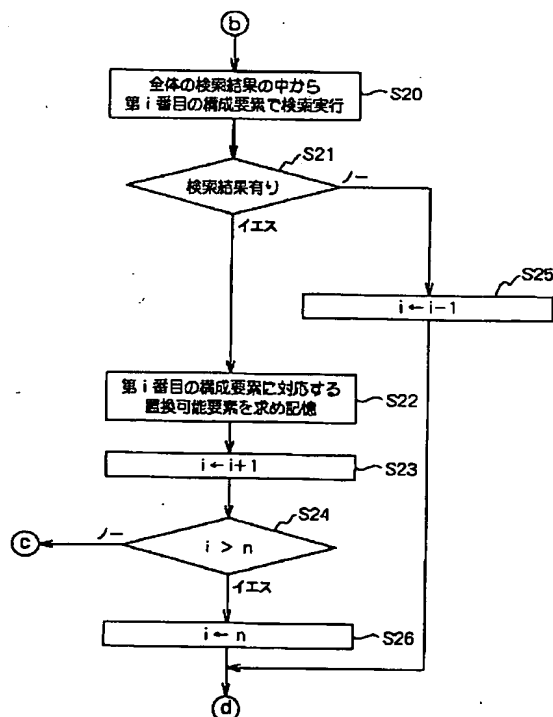 b
全体の検索結果の中から
第 i 番目の構成要素で検索実行
S20
S21
検索結果有り
ノー
イエス
S25
i ← i-1
第 i 番目の構成要素に対応する
置換可能要素を求め記憶
S22
i ← i+1
S23
S24
c
ノー
i > n
イエス
i ← n
S26
d